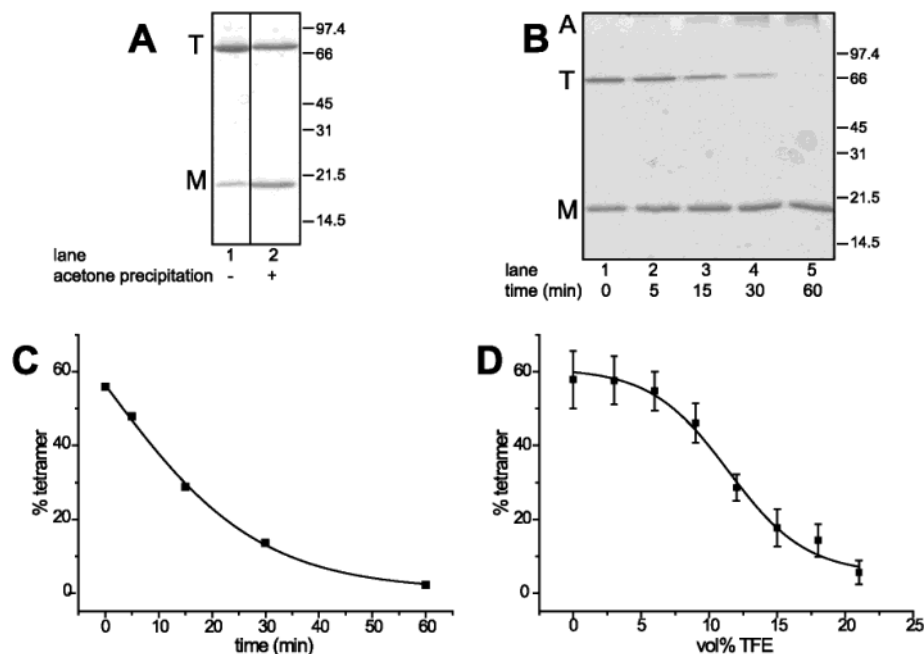 A
T
M
97.4
66
45
31
21.5
14.5
lane 1 2
acetone precipitation - +
B
A
T
M
97.4
66
45
31
21.5
14.5
lane 1 2 3 4 5
time (min) 0 5 15 30 60
C
% tetramer
60
40
20
0
0 10 20 30 40 50 60
time (min)
D
% tetramer
60
40
20
0
0 5 10 15 20 25
vol% TFE